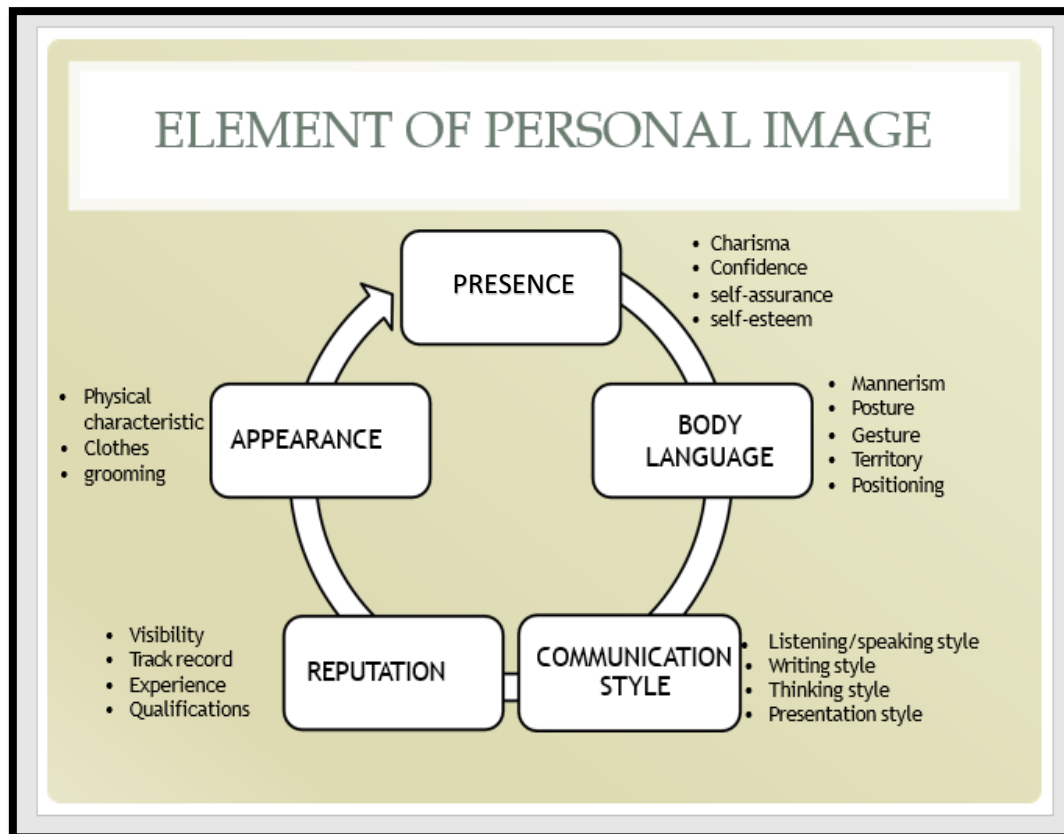 ELEMENT OF PERSONAL IMAGE
PRESENCE
• Charisma
• Confidence
• self-assurance
• self-esteem
BODY
LANGUAGE
• Mannerism
• Posture
• Gesture
• Territory
• Positioning
COMMUNICATION
STYLE
• Listening/speaking style
• Writing style
• Thinking style
• Presentation style
REPUTATION
• Visibility
• Track record
• Experience
• Qualifications
APPEARANCE
• Physical
characteristic
• Clothes
• grooming